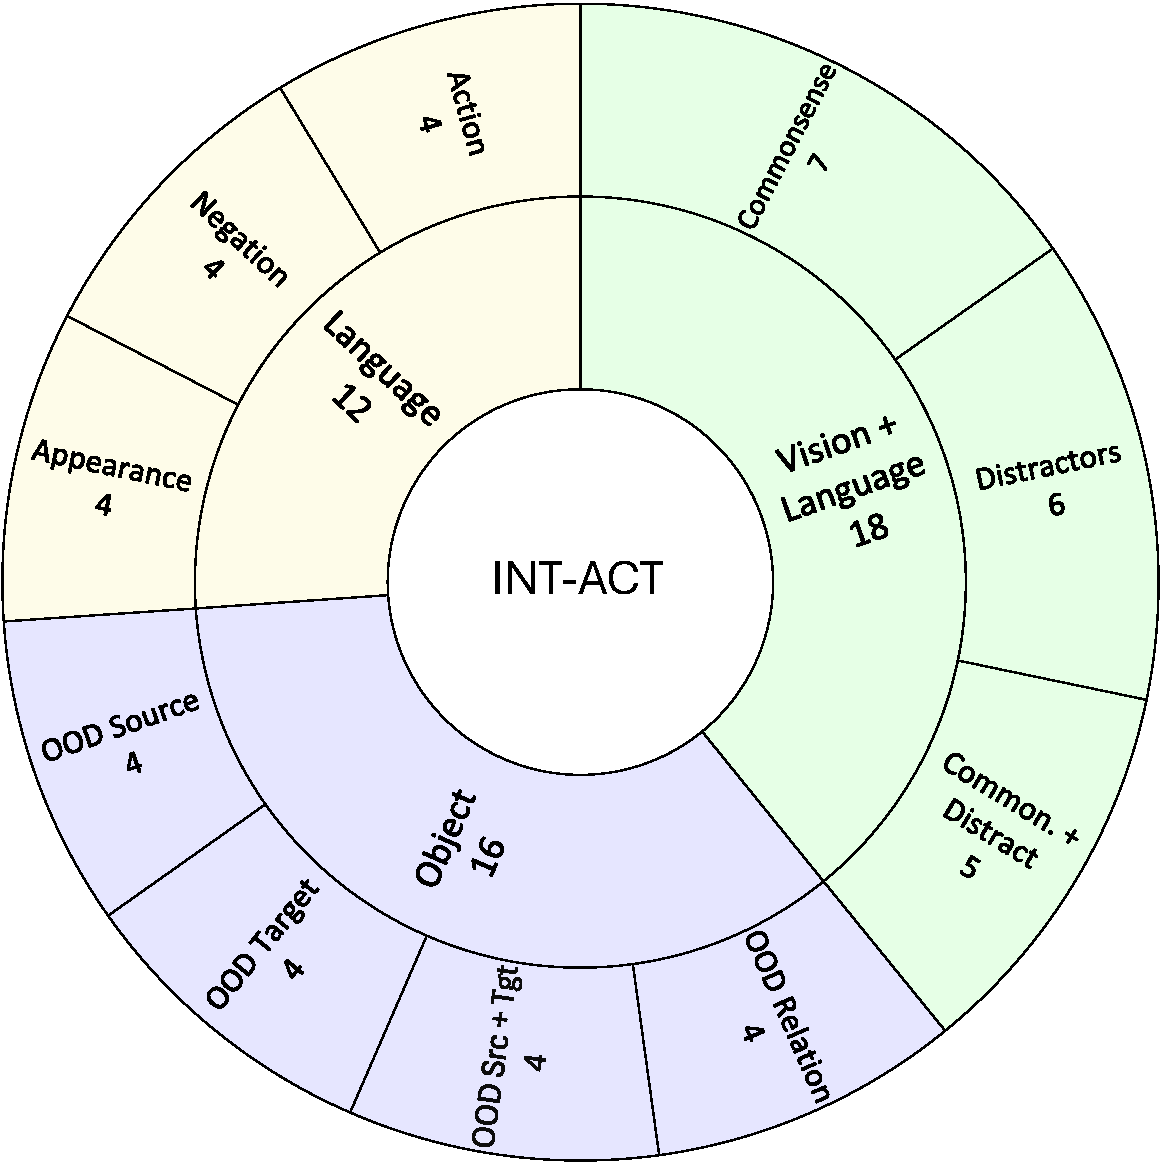 INT-ACT
Vision +
Language
18
Commonsense
7
Distractors
6
Common. +
Distract
5
Object
16
OOD Relation
4
OOD Src + Tgt
4
OOD Target
4
OOD Source
4
Language
12
Appearance
4
Negation
4
Action
4